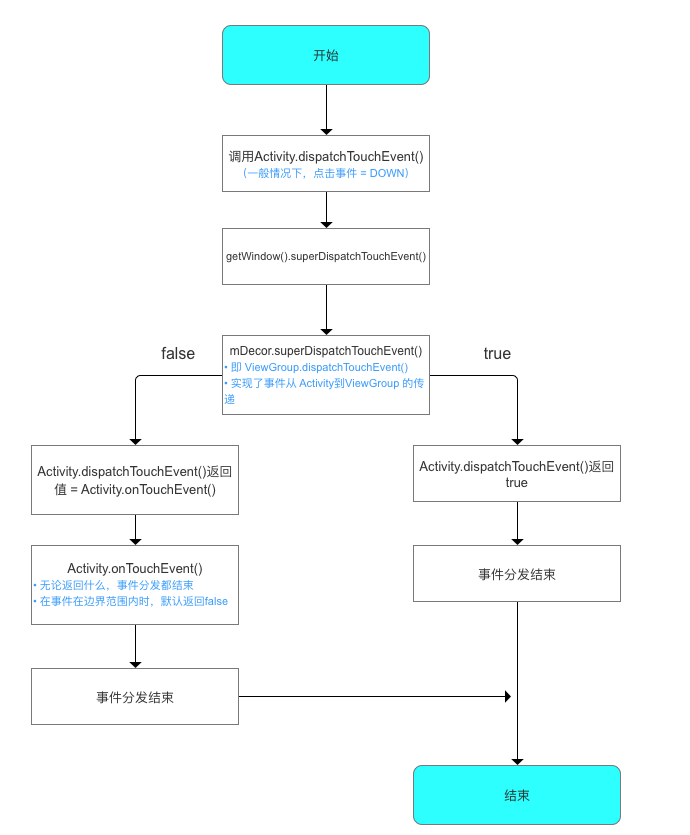 开始
调用Activity.dispatchTouchEvent()
（一般情况下，点击事件 = DOWN）
getWindow().superDispatchTouchEvent()
false
true
mDecor.superDispatchTouchEvent()
• 即 ViewGroup.dispatchTouchEvent()
• 实现了事件从 Activity到ViewGroup 的传
递
Activity.dispatchTouchEvent()返回
值 = Activity.onTouchEvent()
Activity.dispatchTouchEvent()返回
true
Activity.onTouchEvent()
• 无论返回什么，事件分发都结束
• 在事件在边界范围内时，默认返回false
事件分发结束
事件分发结束
结束